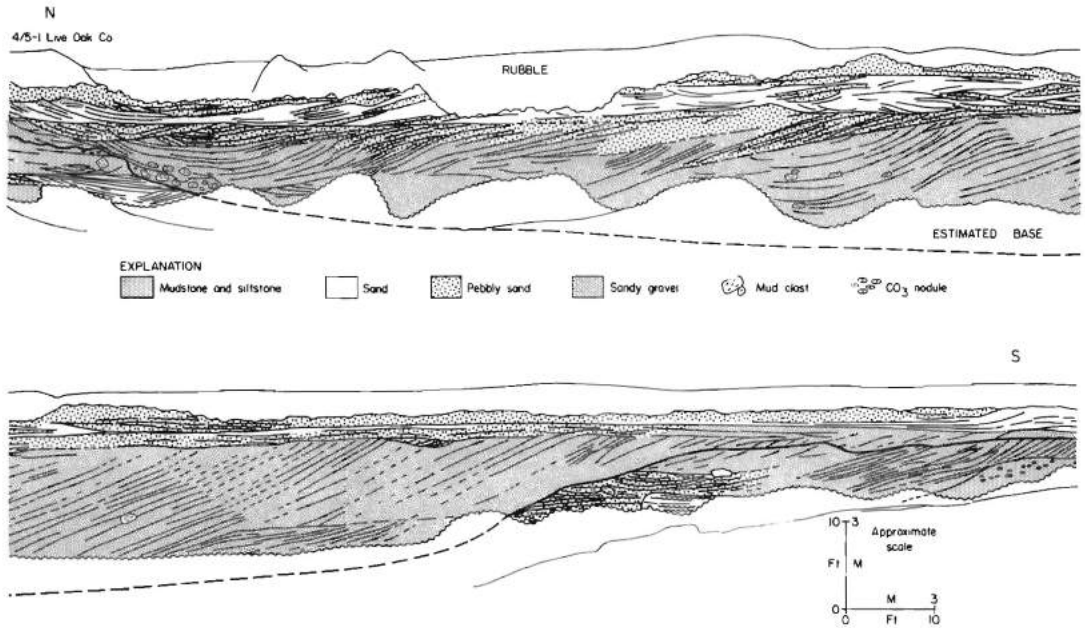 N
4/5-1 Live Oak Co
RUBBLE
ESTIMATED BASE
EXPLANATION
Mudstone and siltstone
Sand
Pebbly sand
Sandy gravel
Mud clast
CO3 nodule
S
10 3
Approximate
scale
Ft M
M 3
0
0 Ft 10